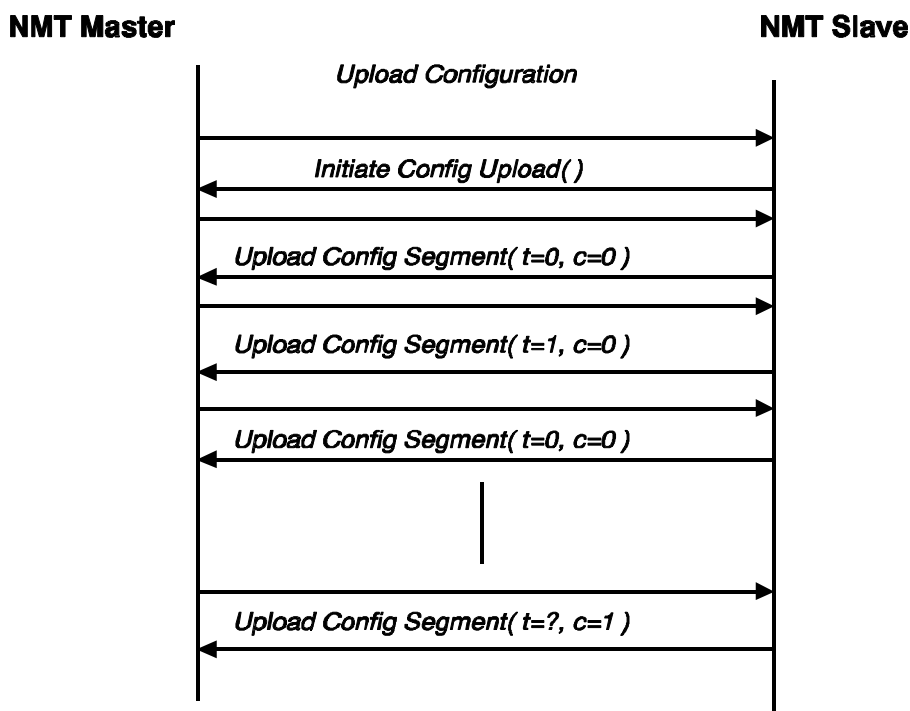 NMT Master
NMT Slave
Upload Configuration
Initiate Config Upload( )
Upload Config Segment( t=0, c=0 )
Upload Config Segment( t=1, c=0 )
Upload Config Segment( t=0, c=0 )
Upload Config Segment( t=?, c=1 )